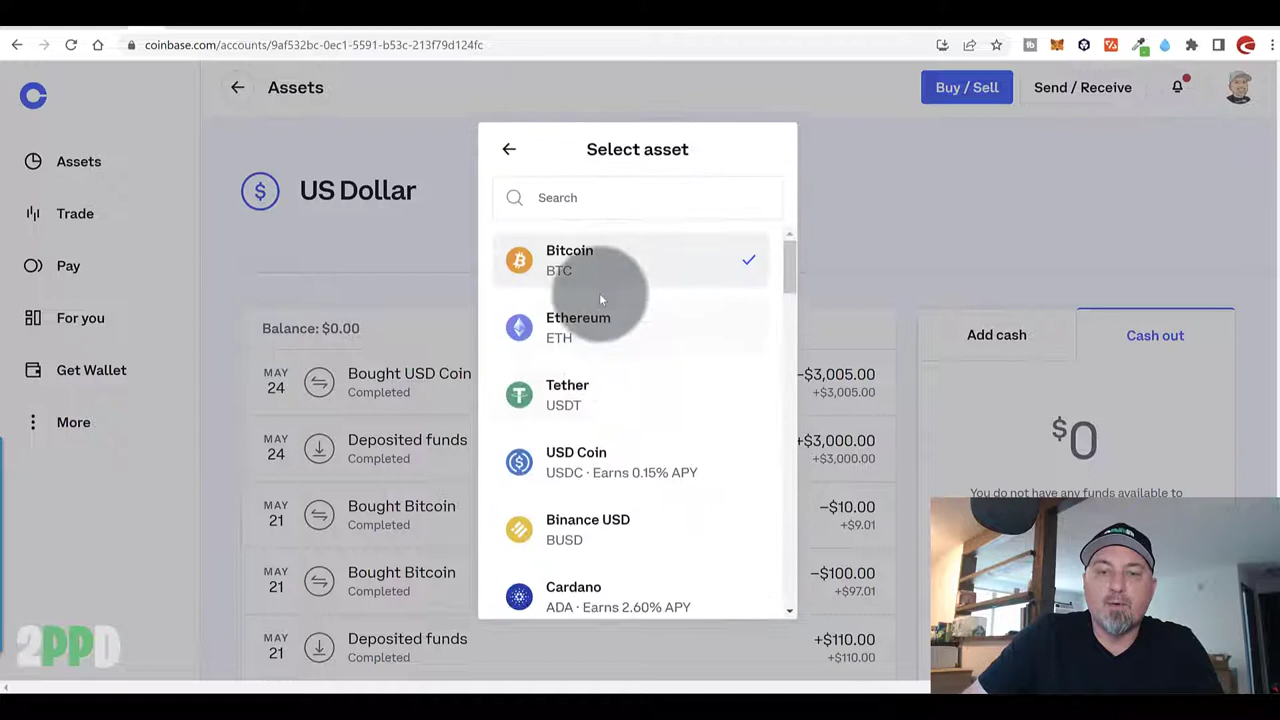 coinbase.com/accounts/9af532bc-0ec1-5591-b53c-213f79d124fc
Assets
Buy / Sell
Send / Receive
Assets
Trade
Pay
For you
Get Wallet
More
$ US Dollar
Balance: $0.00
MAY 24
Bought USD Coin
Completed
−$3,005.00
+$3,005.00
MAY 24
Deposited funds
Completed
+$3,000.00
+$3,000.00
MAY 21
Bought Bitcoin
Completed
−$10.00
+$9.01
MAY 21
Bought Bitcoin
Completed
−$100.00
+$97.01
MAY 21
Deposited funds
Completed
+$110.00
+$110.00
Select asset
Search
Bitcoin
BTC
Ethereum
ETH
Tether
USDT
USD Coin
USDC · Earns 0.15% APY
Binance USD
BUSD
Cardano
ADA · Earns 2.60% APY
Add cash
Cash out
$0
You do not have any funds available to
2PPD